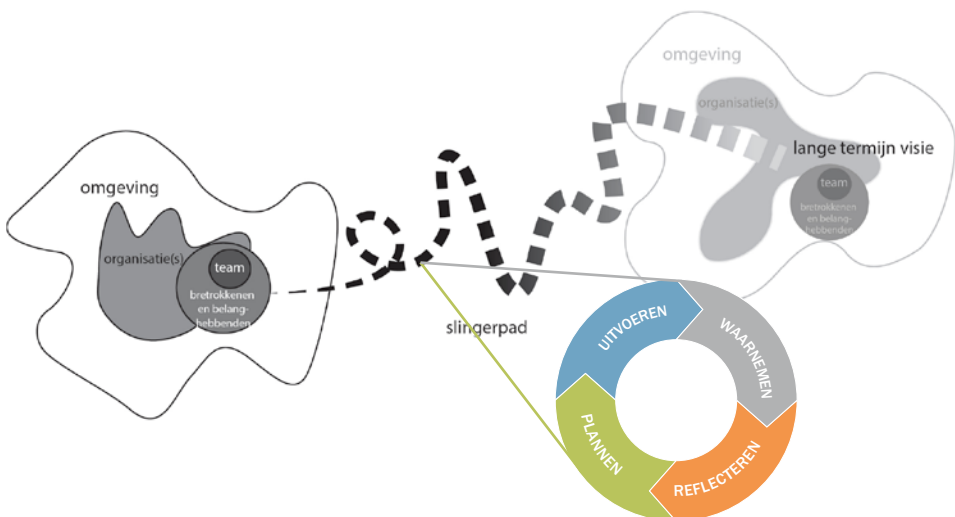 omgeving
organisatie(s)
team
bretrokkenen
en belang-
hebbenden
slingerpad
omgeving
organisatie(s)
lange termijn visie
team
bretrokkenen
en belang-
hebbenden
UITVOEREN
WAARNEMEN
REFLECTEREN
PLANNEN